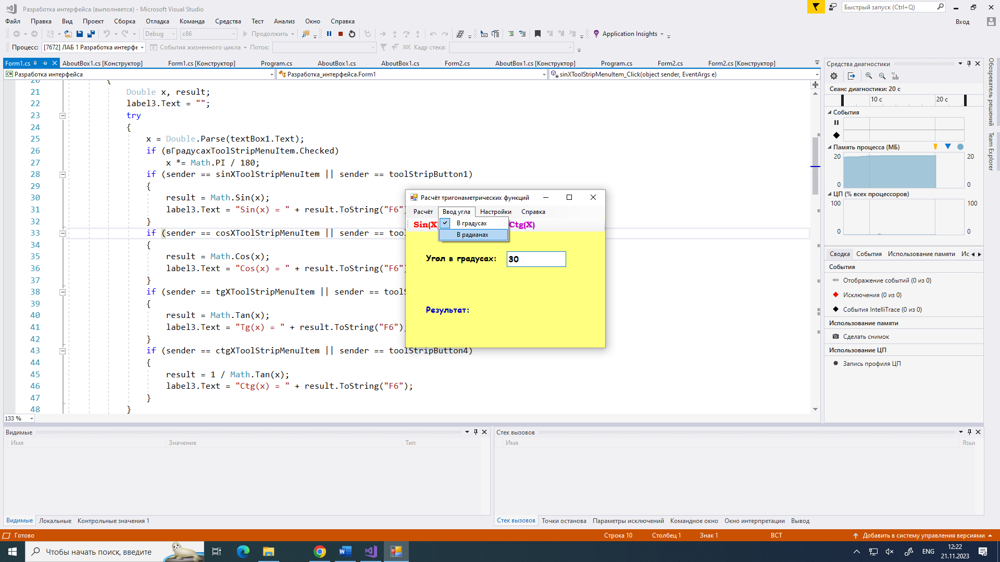 Разработка интерфейса (выполняется) - Microsoft Visual Studio
Быстрый запуск (Ctrl+Q)
Файл Правка Вид Проект Сборка Отладка Команда Средства Тест Анализ Окно Справка
Вход
Debug x86 Продолжить Application Insights
Процесс: [7672] ЛАБ 1 Разработка интерфе События жизненного цикла Поток: Кадр стека:
Form1.cs AboutBox1.cs [Конструктор] Form1.cs [Конструктор] Program.cs AboutBox1.cs AboutBox1.cs Form2.cs AboutBox1.cs [Конструктор] Program.cs Form2.cs Form2.cs [Конструктор]
C# Разработка интерфейса Разработка_интерфейса.Form1 sinXToolStripMenuItem_Click(object sender, EventArgs e)
20 {
21 Double x, result;
22 label3.Text = "";
23 try
24 {
25 x = Double.Parse(textBox1.Text);
26 if (вГрадусахToolStripMenuItem.Checked)
27 x *= Math.PI / 180;
28 if (sender == sinXToolStripMenuItem || sender == toolStripButton1)
29 {
30 result = Math.Sin(x);
31 label3.Text = "Sin(x) = " + result.ToString("F6"
32 }
33 if (sender == cosXToolStripMenuItem || sender == tool
34 {
35 result = Math.Cos(x);
36 label3.Text = "Cos(x) = " + result.ToString("F6"
37 }
38 if (sender == tgXToolStripMenuItem || sender == toolS
39 {
40 result = Math.Tan(x);
41 label3.Text = "Tg(x) = " + result.ToString("F6");
42 }
43 if (sender == ctgXToolStripMenuItem || sender == toolStripButton4)
44 {
45 result = 1 / Math.Tan(x);
46 label3.Text = "Ctg(x) = " + result.ToString("F6");
47 }
48 }
133 %
Расчёт тригонаметрических функций
Расчёт Ввод угла Настройки Справка
Sin(X) Ctg(X)
В градусах
В радианах
Угол в градусах: 30
Результат:
Средства диагностики
Сеанс диагностики: 20 с
10 с 20 с
События
Память процесса (МБ)
20 20
0 0
ЦП (% всех процессоров)
100 100
0 0
Сводка События Использование памяти Ис
События
Отображение событий (0 из 0)
Исключения (0 из 0)
События IntelliTrace (0 из 0)
Использование памяти
Сделать снимок
Использование ЦП
Запись профиля ЦП
Обозреватель решений
Team Explorer
Видимые
Имя Значение Тип
Видимые Локальные Контрольные значения 1
Стек вызовов
Имя Язык
Стек вызовов Точки останова Параметры исключений Командное окно Окно интерпретации Вывод
Готово Строка 10 Столбец 1 Знак 1 ВСТ Добавить в систему управления версиями
Чтобы начать поиск, введите
ENG
12:22
21.11.2023